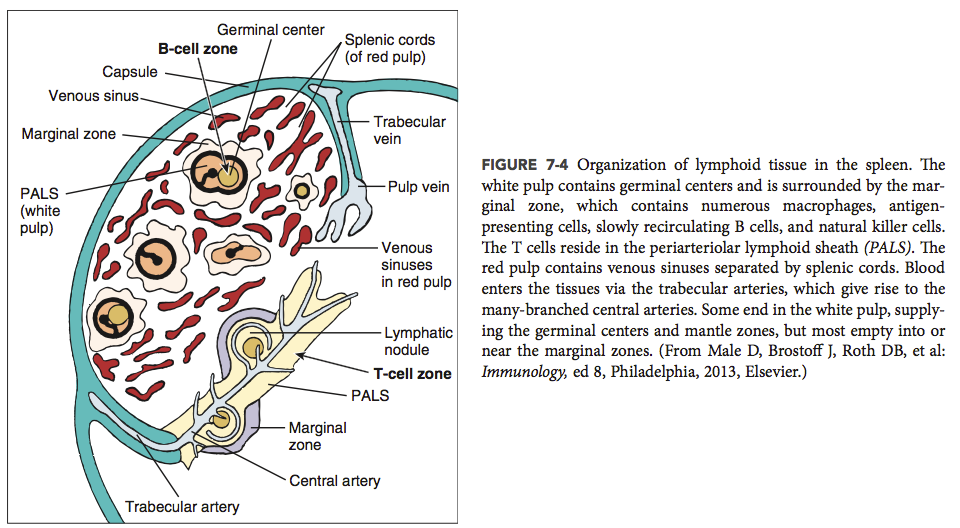 Germinal center
B-cell zone
Splenic cords
(of red pulp)
Capsule
Venous sinus
Trabecular
vein
Marginal zone
Pulp vein
PALS
(white
pulp)
Venous
sinuses
in red pulp
Lymphatic
nodule
T-cell zone
PALS
Marginal
zone
Central artery
Trabecular artery
FIGURE 7-4 Organization of lymphoid tissue in the spleen. The
white pulp contains germinal centers and is surrounded by the mar-
ginal zone, which contains numerous macrophages, antigen-
presenting cells, slowly recirculating B cells, and natural killer cells.
The T cells reside in the periarteriolar lymphoid sheath (PALS). The
red pulp contains venous sinuses separated by splenic cords. Blood
enters the tissues via the trabecular arteries, which give rise to the
many-branched central arteries. Some end in the white pulp, supply-
ing the germinal centers and mantle zones, but most empty into or
near the marginal zones. (From Male D, Brostoff J, Roth DB, et al:
Immunology, ed 8, Philadelphia, 2013, Elsevier.)